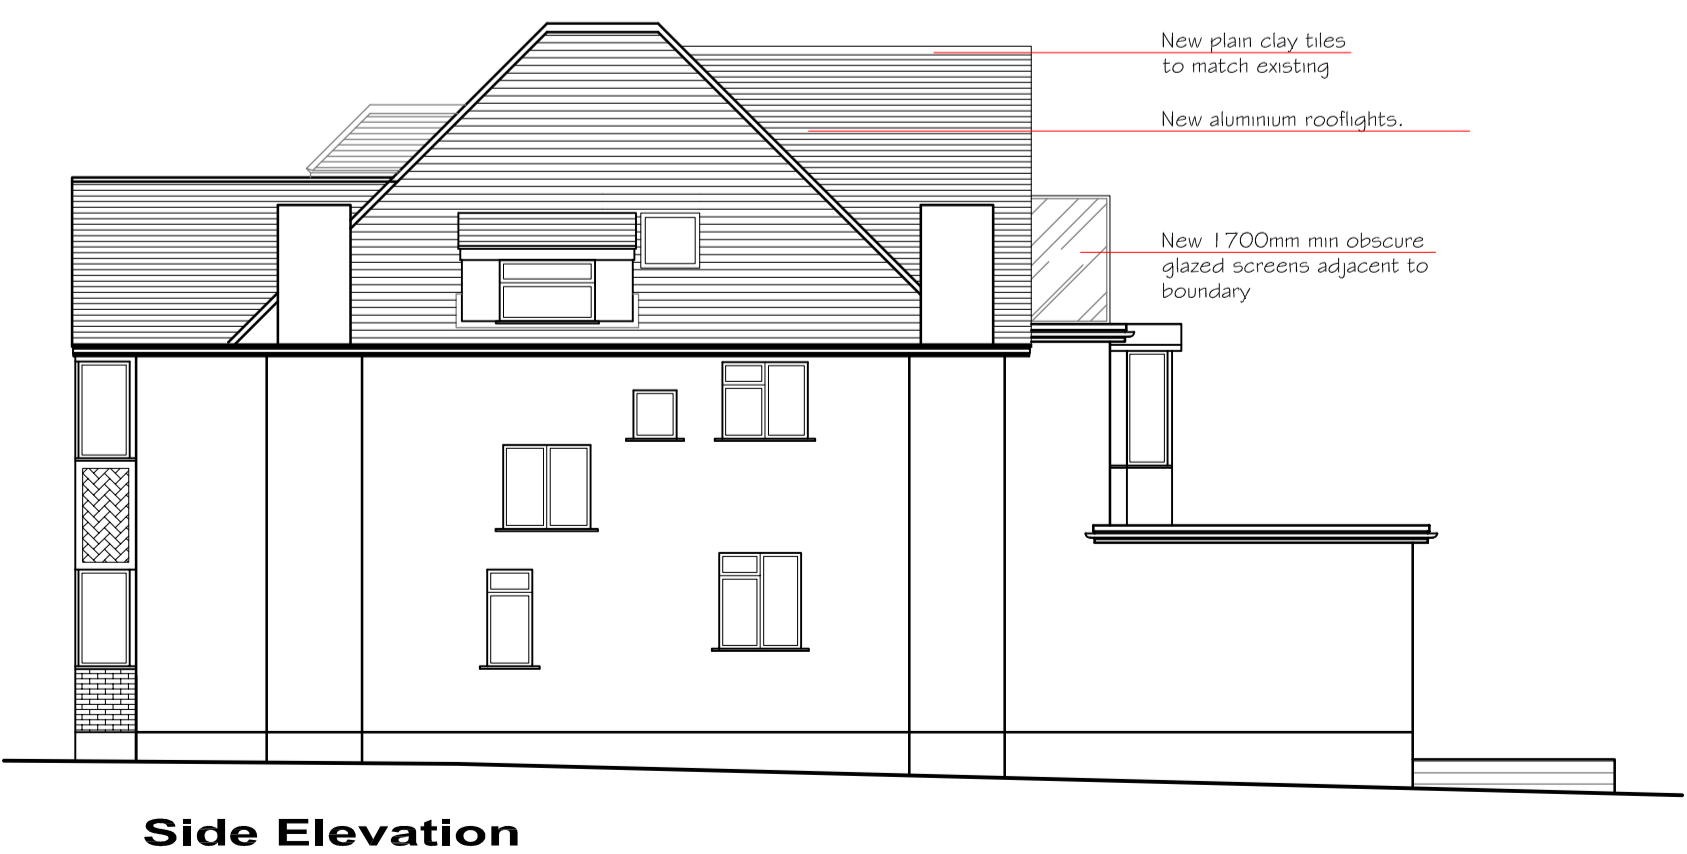 New plain clay tiles
to match existing
New aluminium rooflights.
New 1700mm min obscure
glazed screens adjacent to
boundary
Side Elevation